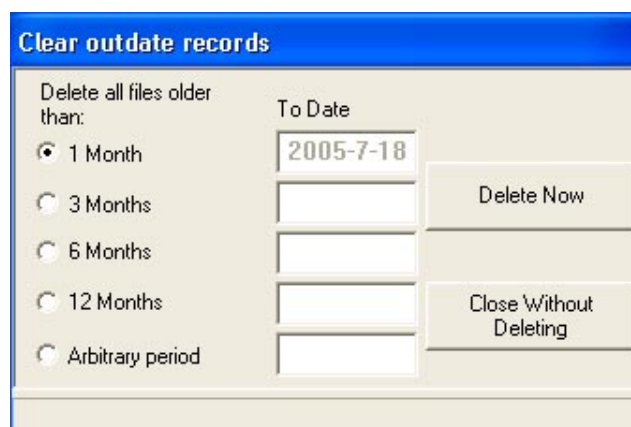 Clear outdate records
Delete all files older
than:
To Date
1 Month
2005-7-18
3 Months
Delete Now
6 Months
12 Months
Close Without
Deleting
Arbitrary period